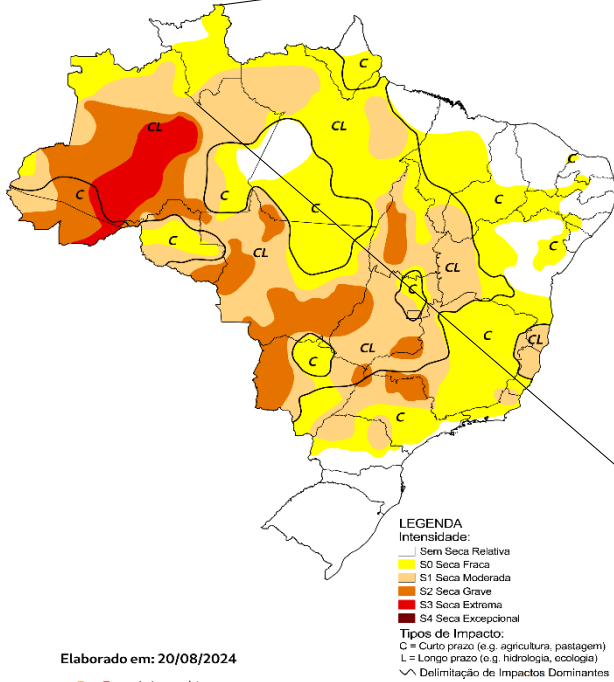 C
CL
C
C
CL
C
C
C
C
CL
C
CL
C
CL
C
CL
C
LEGENDA
Intensidade:
Sem Seca Relativa
S0 Seca Fraca
S1 Seca Moderada
S2 Seca Grave
S3 Seca Extrema
S4 Seca Excepcional
Tipos de Impacto:
C = Curto prazo (e.g. agricultura, pastagem)
L = Longo prazo (e.g. hidrologia, ecologia)
Delimitação de Impactos Dominantes
Elaborado em: 20/08/2024